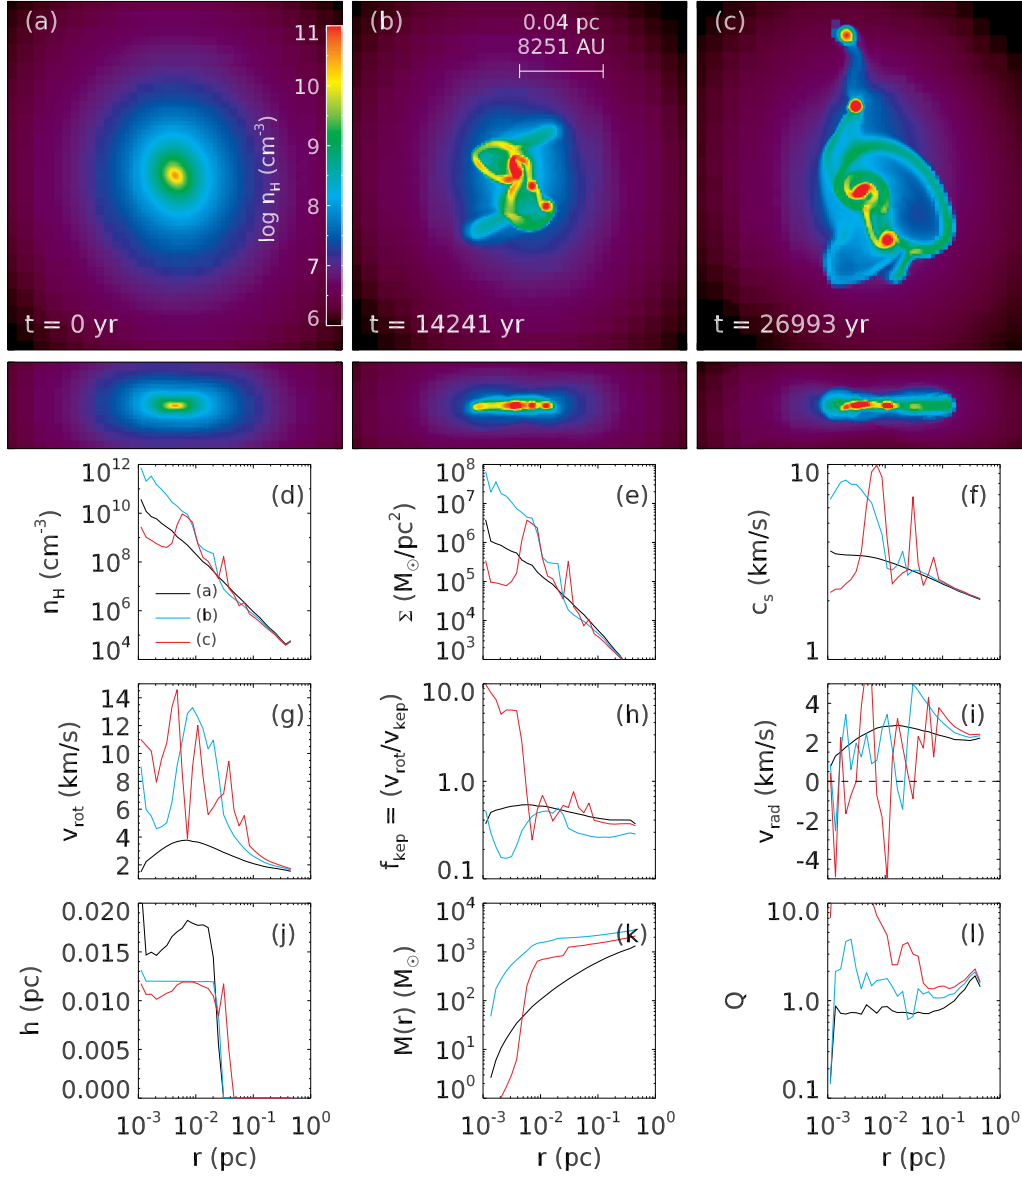 (a)
11
10
9
8
7
6
log n_H (cm^-3)
t = 0 yr
(b)
0.04 pc
8251 AU
t = 14241 yr
(c)
t = 26993 yr
10^12
10^10
10^8
10^6
10^4
n_H (cm^-3)
(d)
(a)
(b)
(c)
10^8
10^7
10^6
10^5
10^4
10^3
Σ (M_⊙/pc^2)
(e)
10
1
c_s (km/s)
(f)
14
12
10
8
6
4
2
v_rot (km/s)
(g)
10.0
1.0
0.1
f_kep = (v_rot/v_kep)
(h)
4
2
0
-2
-4
v_rad (km/s)
(i)
0.020
0.015
0.010
0.005
0.000
h (pc)
(j)
10^-3 10^-2 10^-1 10^0
r (pc)
10^4
10^3
10^2
10^1
10^0
M(r) (M_⊙)
(k)
10^-3 10^-2 10^-1 10^0
r (pc)
10.0
1.0
0.1
Q
(l)
10^-3 10^-2 10^-1 10^0
r (pc)